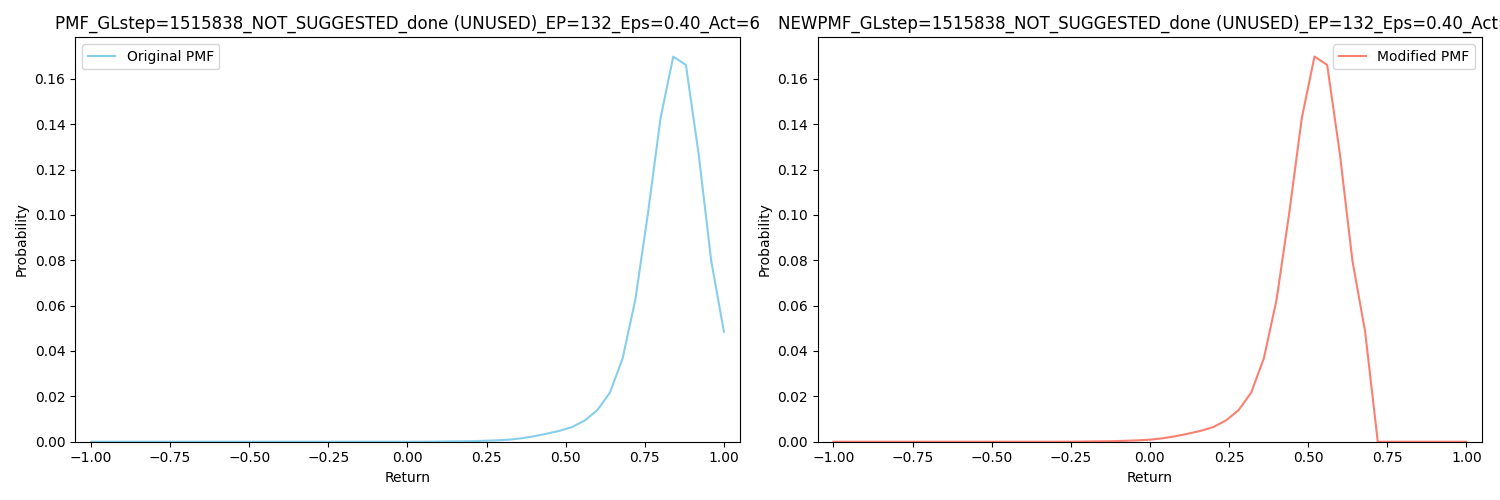 PMF_GLstep=1515838_NOT_SUGGESTED_done (UNUSED)_EP=132_Eps=0.40_Act=6
Original PMF
Probability
0.16
0.14
0.12
0.10
0.08
0.06
0.04
0.02
0.00
−1.00 −0.75 −0.50 −0.25 0.00 0.25 0.50 0.75 1.00
Return
NEWPMF_GLstep=1515838_NOT_SUGGESTED_done (UNUSED)_EP=132_Eps=0.40_Act=
Modified PMF
Probability
0.16
0.14
0.12
0.10
0.08
0.06
0.04
0.02
0.00
−1.00 −0.75 −0.50 −0.25 0.00 0.25 0.50 0.75 1.00
Return